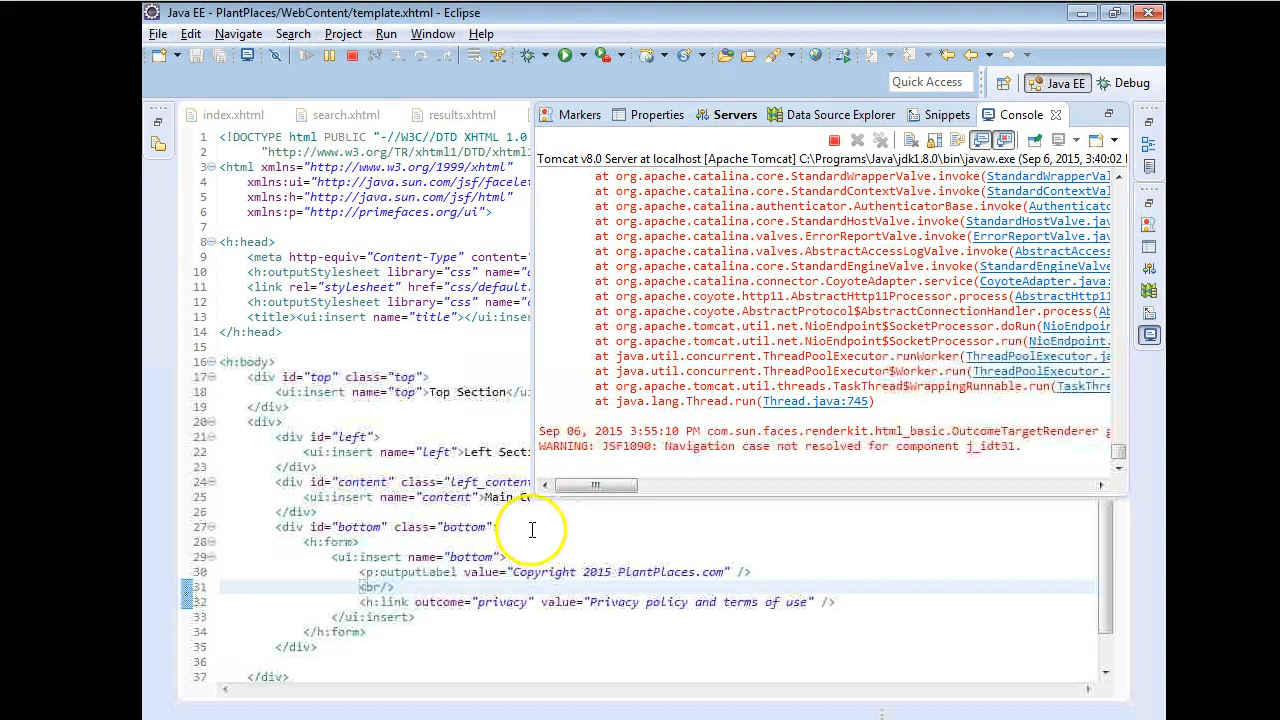 Java EE - PlantPlaces/WebContent/template.xhtml - Eclipse
File Edit Navigate Search Project Run Window Help
Quick Access
Java EE
Debug
index.xhtml
search.xhtml
results.xhtml
Markers
Properties
Servers
Data Source Explorer
Snippets
Console
Tomcat v8.0 Server at localhost [Apache Tomcat] C:\Programs\Java\jdk1.8.0\bin\javaw.exe (Sep 6, 2015, 3:40:02
at org.apache.catalina.core.StandardWrapperValve.invoke(StandardWrapperVal
at org.apache.catalina.core.StandardContextValve.invoke(StandardContextVal
at org.apache.catalina.authenticator.AuthenticatorBase.invoke(Authenticato
at org.apache.catalina.core.StandardHostValve.invoke(StandardHostValve.jav
at org.apache.catalina.valves.ErrorReportValve.invoke(ErrorReportValve.jav
at org.apache.catalina.valves.AbstractAccessLogValve.invoke(AbstractAccess
at org.apache.catalina.core.StandardEngineValve.invoke(StandardEngineValve
at org.apache.catalina.connector.CoyoteAdapter.service(CoyoteAdapter.java:
at org.apache.coyote.http11.AbstractHttp11Processor.process(AbstractHttp11
at org.apache.coyote.AbstractProtocol$AbstractConnectionHandler.process(Ab
at org.apache.tomcat.util.net.NioEndpoint$SocketProcessor.doRun(NioEndpoint
at org.apache.tomcat.util.net.NioEndpoint$SocketProcessor.run(NioEndpoint.
at java.util.concurrent.ThreadPoolExecutor.runWorker(ThreadPoolExecutor.ja
at java.util.concurrent.ThreadPoolExecutor$Worker.run(ThreadPoolExecutor.
at org.apache.tomcat.util.threads.TaskThread$WrappingRunnable.run(TaskThre
at java.lang.Thread.run(Thread.java:745)
Sep 06, 2015 3:55:10 PM com.sun.faces.renderkit.html_basic.OutcomeTargetRenderer g
WARNING: JSF1090: Navigation case not resolved for component j_idt31.
1 <!DOCTYPE html PUBLIC "-//W3C//DTD XHTML 1.0
2 "http://www.w3.org/TR/xhtml1/DTD/xhtml
3 <html xmlns="http://www.w3.org/1999/xhtml"
4 xmlns:ui="http://java.sun.com/jsf/facelet
5 xmlns:h="http://java.sun.com/jsf/html"
6 xmlns:p="http://primefaces.org/ui">
7
8 <h:head>
9 <meta http-equiv="Content-Type" content="
10 <h:outputStylesheet library="css" name="d
11 <link rel="stylesheet" href="css/default.
12 <h:outputStylesheet library="css" name="c
13 <title><ui:insert name="title"></ui:inser
14 </h:head>
15
16 <h:body>
17 <div id="top" class="top">
18 <ui:insert name="top">Top Section</ui
19 </div>
20 <div>
21 <div id="left">
22 <ui:insert name="left">Left Secti
23 </div>
24 <div id="content" class="left_conten
25 <ui:insert name="content">Main Co
26 </div>
27 <div id="bottom" class="bottom">
28 <h:form>
29 <ui:insert name="bottom">
30 <p:outputLabel value="Copyright 2015 PlantPlaces.com" />
31 <br/>
32 <h:link outcome="privacy" value="Privacy policy and terms of use" />
33 </ui:insert>
34 </h:form>
35 </div>
36
37 </div>